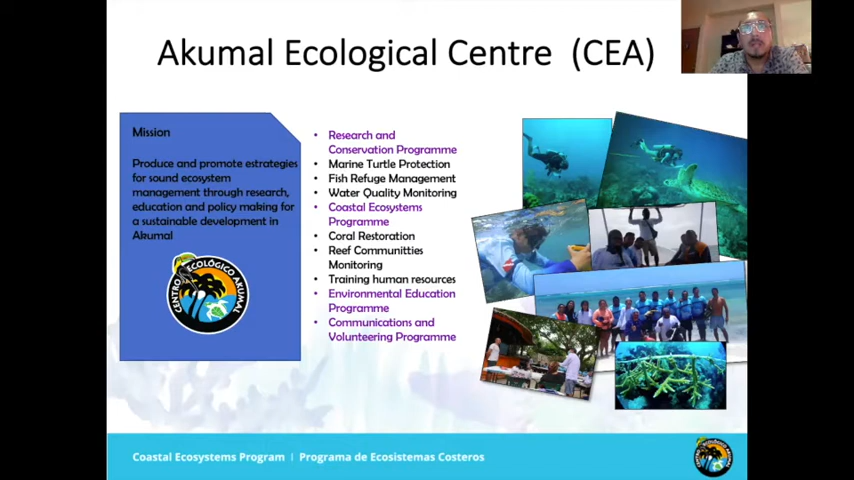 Akumal Ecological Centre (CEA)
Mission
Produce and promote estrategies
for sound ecosystem
management through research,
education and policy making for
a sustainable development in
Akumal
CENTRO ECOLÓGICO AKUMAL
• Research and
Conservation Programme
• Marine Turtle Protection
• Fish Refuge Management
• Water Quality Monitoring
• Coastal Ecosystems
Programme
• Coral Restoration
• Reef Communitties
Monitoring
• Training human resources
• Environmental Education
Programme
• Communications and
Volunteering Programme
Coastal Ecosystems Program | Programa de Ecosistemas Costeros
CENTRO ECOLÓGICO AKUMAL